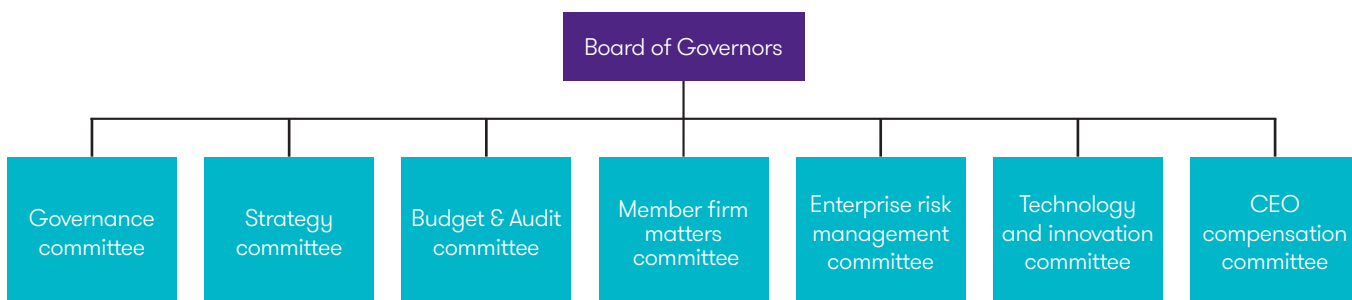 Board of Governors
Governance
committee
Strategy
committee
Budget & Audit
committee
Member firm
matters
committee
Enterprise risk
management
committee
Technology
and innovation
committee
CEO
compensation
committee